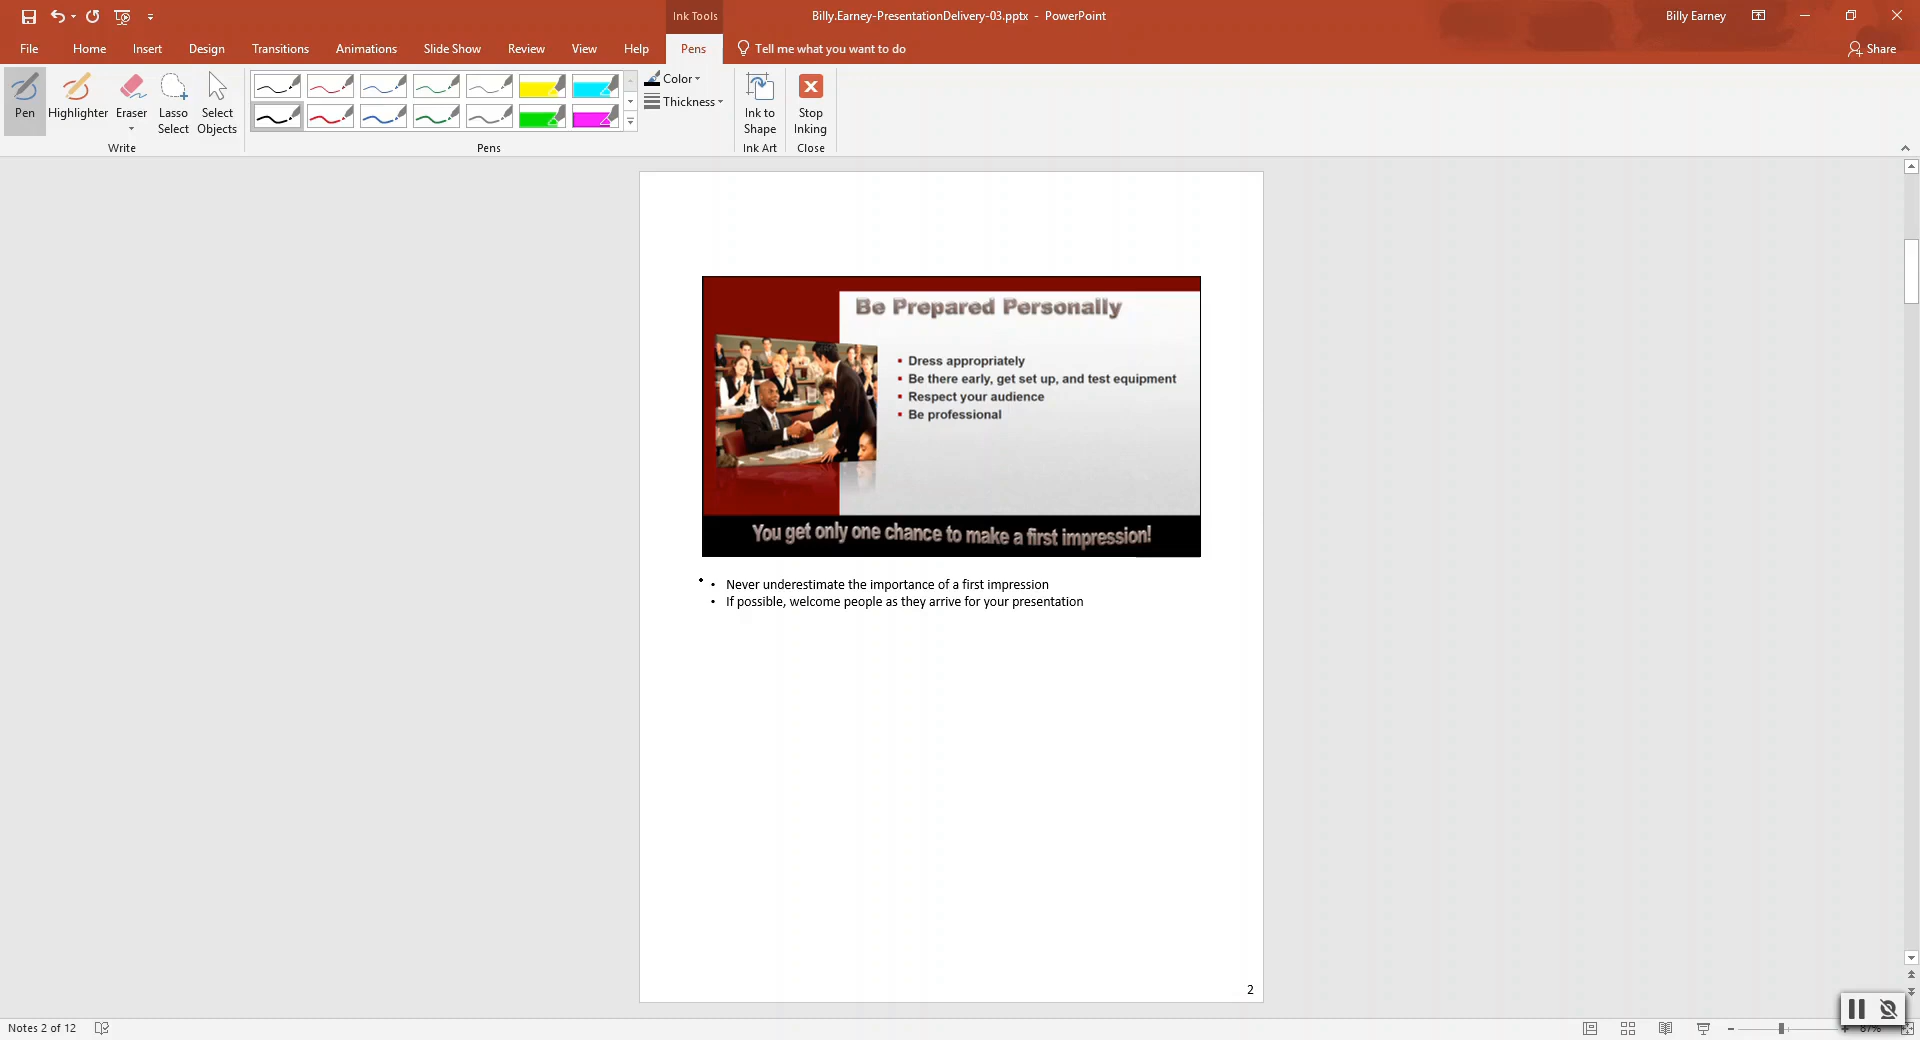 Ink Tools
Billy.Earney-PresentationDelivery-03.pptx - PowerPoint
Billy Earney
File Home Insert Design Transitions Animations Slide Show Review View Help Pens Tell me what you want to do
Share
Pen Highlighter Eraser Lasso Select Select Objects
Write
Color
Thickness
Pens
Ink to Shape
Ink Art
Stop Inking
Close
Be Prepared Personally
▪ Dress appropriately
▪ Be there early, get set up, and test equipment
▪ Respect your audience
▪ Be professional
You get only one chance to make a first impression!
• Never underestimate the importance of a first impression
• If possible, welcome people as they arrive for your presentation
2
Notes 2 of 12
87%